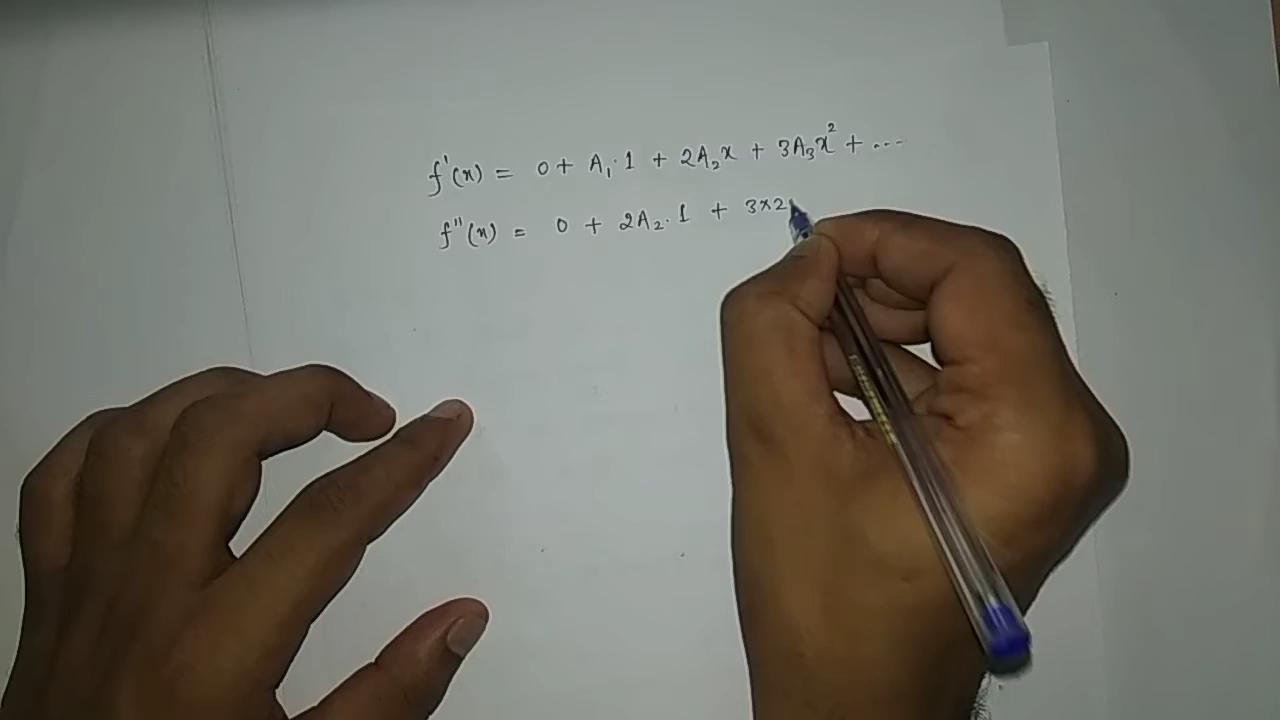 f'(x) = 0 + A₁·1 + 2A₂x + 3A₃x² + ...
f''(x) = 0 + 2A₂·1 + 3×2